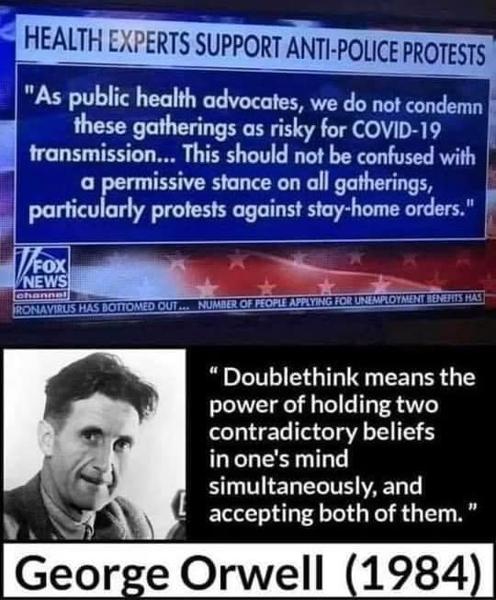 HEALTH EXPERTS SUPPORT ANTI-POLICE PROTESTS
"As public health advocates, we do not condemn
these gatherings as risky for COVID-19
transmission... This should not be confused with
a permissive stance on all gatherings,
particularly protests against stay-home orders."
FOX
NEWS
channel
RONAVIRUS HAS BOTTOMED OUT... NUMBER OF PEOPLE APPLYING FOR UNEMPLOYMENT BENEFITS HAS
“ Doublethink means the
power of holding two
contradictory beliefs
in one's mind
simultaneously, and
accepting both of them. ”
George Orwell (1984)